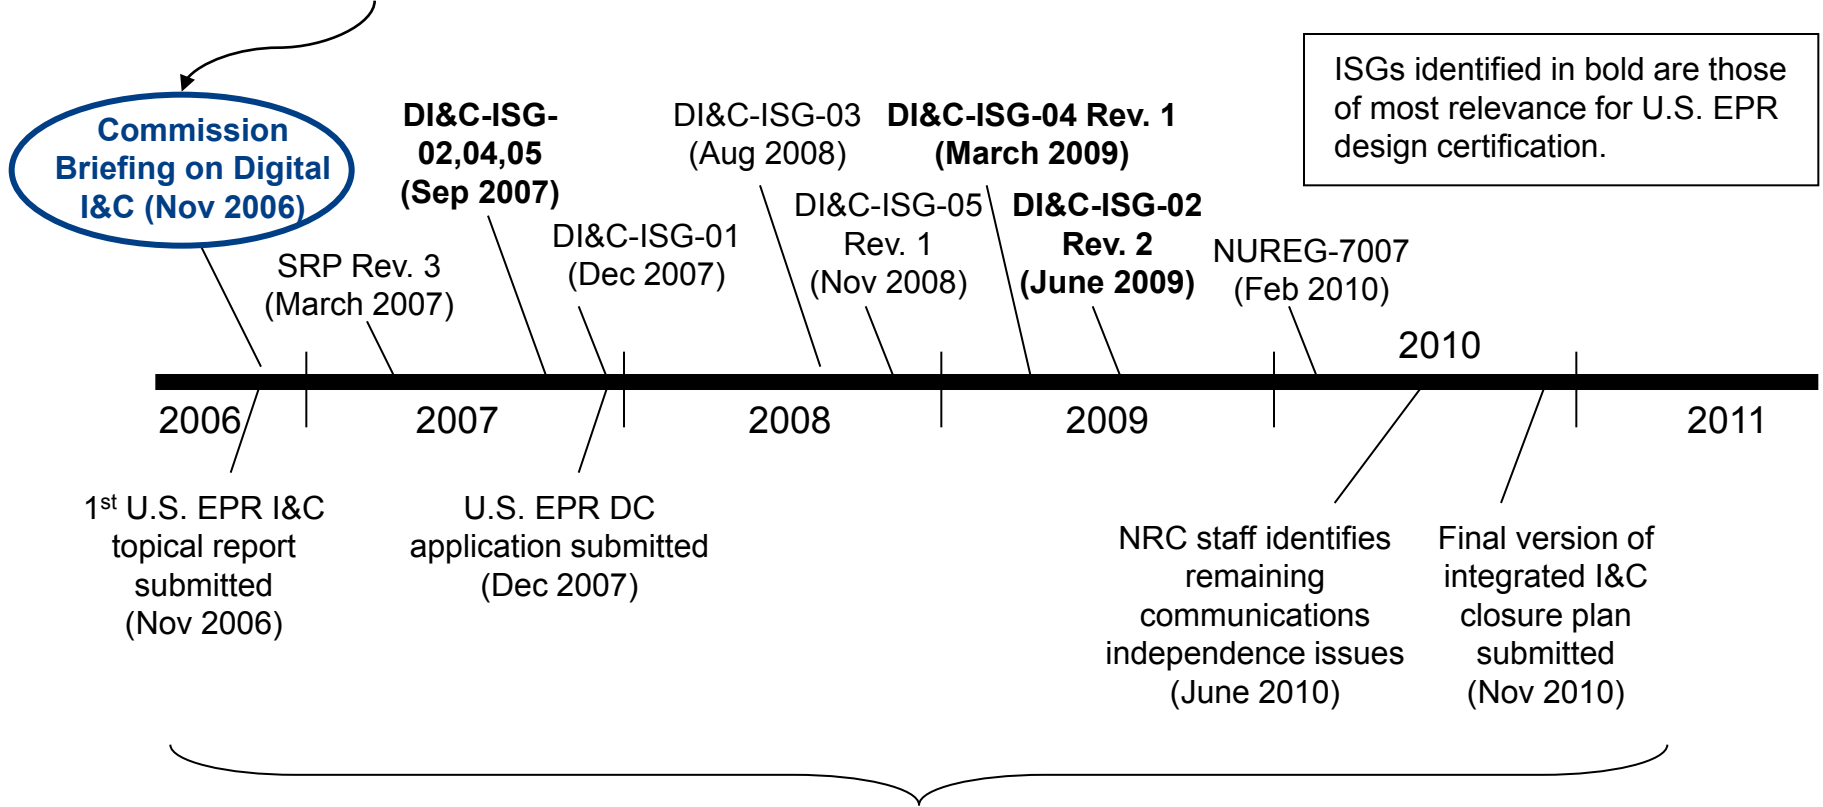 Commission
Briefing on Digital
I&C (Nov 2006)
SRP Rev. 3
(March 2007)
DI&C-ISG-
02,04,05
(Sep 2007)
DI&C-ISG-01
(Dec 2007)
DI&C-ISG-03
(Aug 2008)
DI&C-ISG-05
Rev. 1
(Nov 2008)
DI&C-ISG-04 Rev. 1
(March 2009)
DI&C-ISG-02
Rev. 2
(June 2009)
NUREG-7007
(Feb 2010)
ISGs identified in bold are those
of most relevance for U.S. EPR
design certification.
2006
2007
2008
2009
2010
2011
1st U.S. EPR I&C
topical report
submitted
(Nov 2006)
U.S. EPR DC
application submitted
(Dec 2007)
NRC staff identifies
remaining
communications
independence issues
(June 2010)
Final version of
integrated I&C
closure plan
submitted
(Nov 2010)